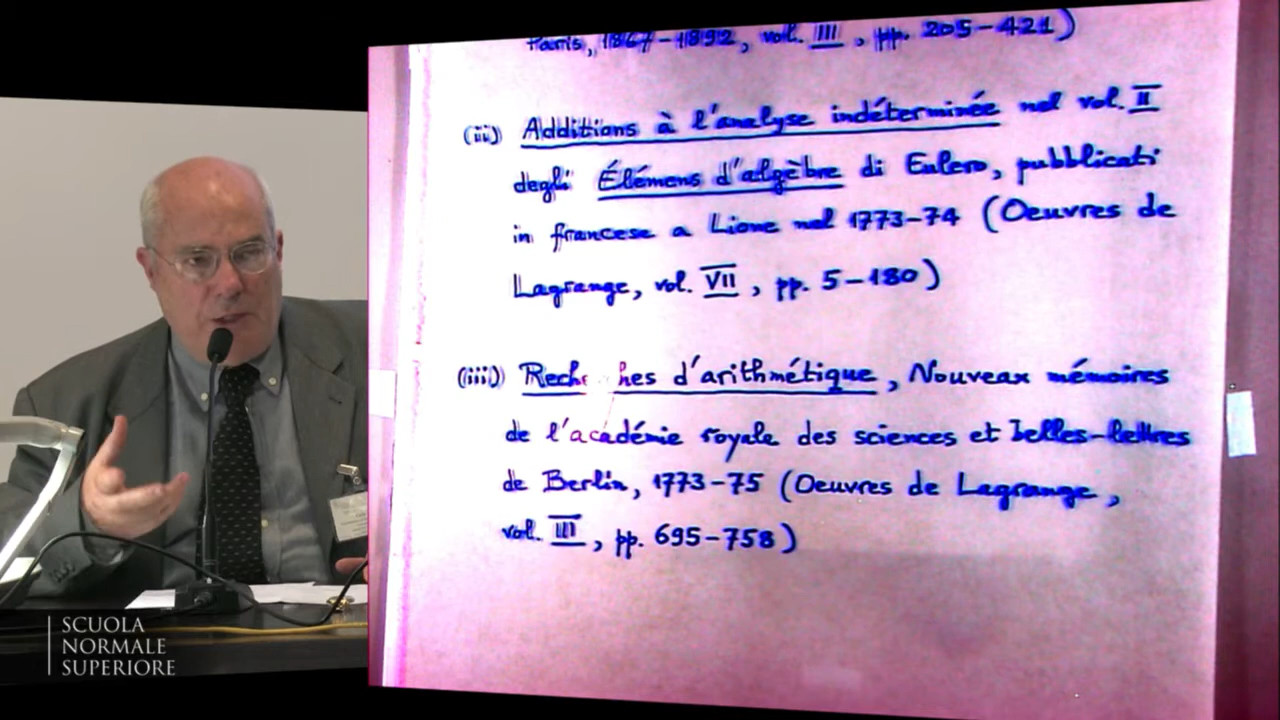 Paris, 1867-1892, vol. III, pp. 205-421)
(ii) Additions à l'analyse indéterminée nel vol. II
degli Élémens d'algèbre di Eulero, pubblicati
in francese a Lione nel 1773-74 (Oeuvres de
Lagrange, vol. VII, pp. 5-180)
(iii) Rech hes d'arithmétique, Nouveax mémoires
de l'académie royale des sciences et belles-lettres
de Berlin, 1773-75 (Oeuvres de Lagrange,
vol. III, pp. 695-758)
SCUOLA
NORMALE
SUPERIORE